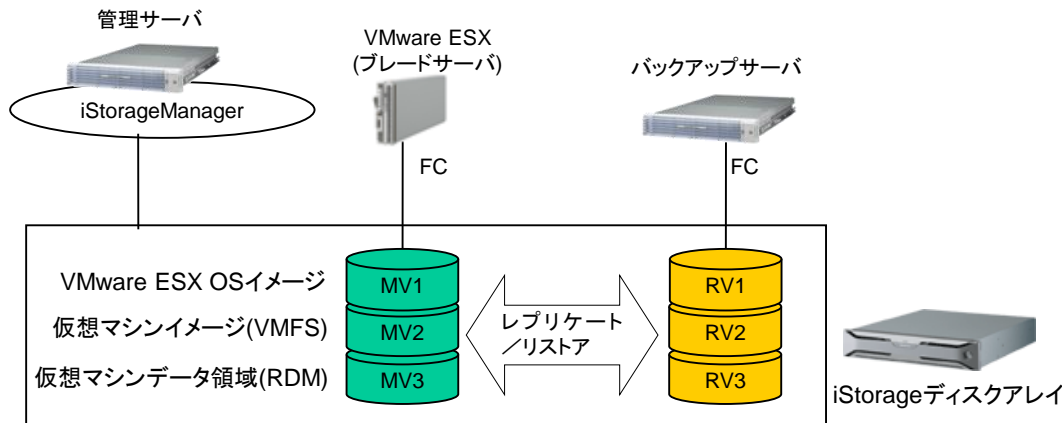 管理サーバ
iStorageManager
VMware ESX
(ブレードサーバ)
バックアップサーバ
FC
FC
VMware ESX OSイメージ
MV1
RV1
仮想マシンイメージ(VMFS)
MV2
レプリケート
／リストア
RV2
仮想マシンデータ領域(RDM)
MV3
RV3
iStorageディスクアレイ